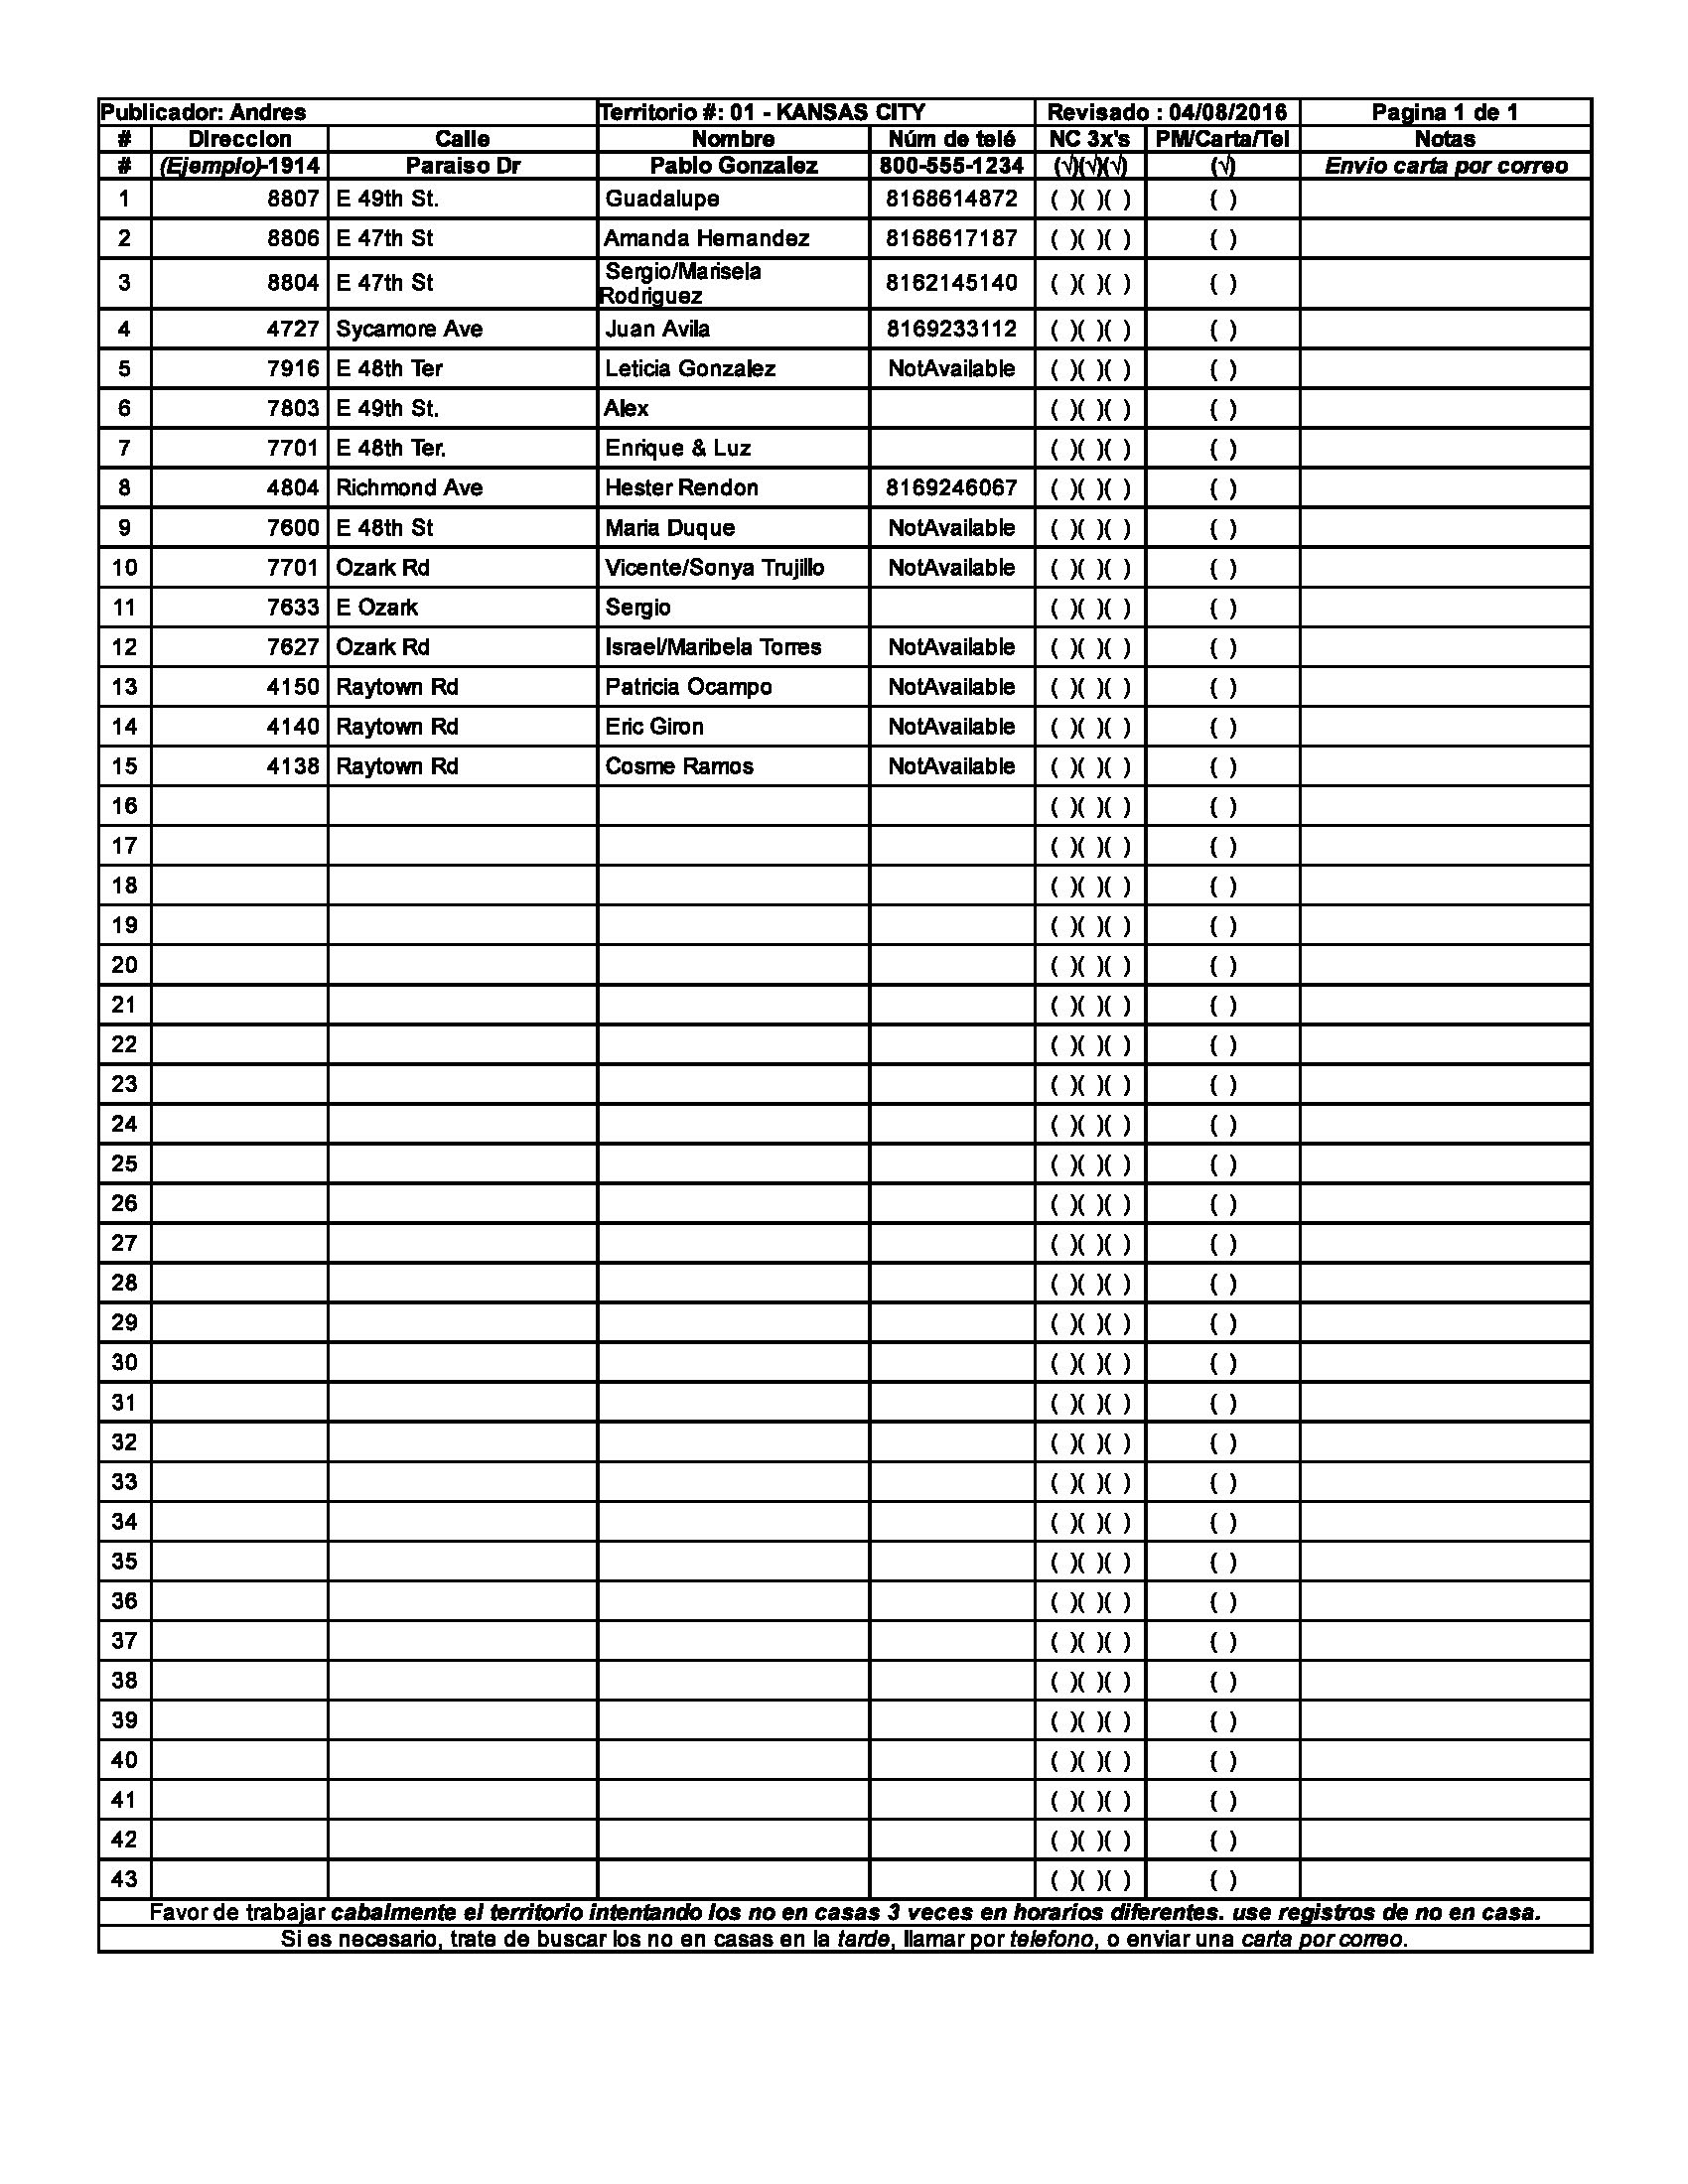 Publicador: Andres Territorio #: 01 - KANSAS CITY Revisado : 04/08/2016 Pagina 1 de 1
# Direccion Calle Nombre Núm de telé NC 3x's PM/Carta/Tel Notas
# (Ejemplo)-1914 Paraiso Dr Pablo Gonzalez 800-555-1234 (√)(√)(√) (√) Envio carta por correo
1 8807 E 49th St. Guadalupe 8168614872 ( )( )( ) ( )
2 8806 E 47th St Amanda Hernandez 8168617187 ( )( )( ) ( )
3 8804 E 47th St Sergio/Marisela Rodriguez 8162145140 ( )( )( ) ( )
4 4727 Sycamore Ave Juan Avila 8169233112 ( )( )( ) ( )
5 7916 E 48th Ter Leticia Gonzalez NotAvailable ( )( )( ) ( )
6 7803 E 49th St. Alex ( )( )( ) ( )
7 7701 E 48th Ter. Enrique & Luz ( )( )( ) ( )
8 4804 Richmond Ave Hester Rendon 8169246067 ( )( )( ) ( )
9 7600 E 48th St Maria Duque NotAvailable ( )( )( ) ( )
10 7701 Ozark Rd Vicente/Sonya Trujillo NotAvailable ( )( )( ) ( )
11 7633 E Ozark Sergio ( )( )( ) ( )
12 7627 Ozark Rd Israel/Maribela Torres NotAvailable ( )( )( ) ( )
13 4150 Raytown Rd Patricia Ocampo NotAvailable ( )( )( ) ( )
14 4140 Raytown Rd Eric Giron NotAvailable ( )( )( ) ( )
15 4138 Raytown Rd Cosme Ramos NotAvailable ( )( )( ) ( )
16 ( )( )( ) ( )
17 ( )( )( ) ( )
18 ( )( )( ) ( )
19 ( )( )( ) ( )
20 ( )( )( ) ( )
21 ( )( )( ) ( )
22 ( )( )( ) ( )
23 ( )( )( ) ( )
24 ( )( )( ) ( )
25 ( )( )( ) ( )
26 ( )( )( ) ( )
27 ( )( )( ) ( )
28 ( )( )( ) ( )
29 ( )( )( ) ( )
30 ( )( )( ) ( )
31 ( )( )( ) ( )
32 ( )( )( ) ( )
33 ( )( )( ) ( )
34 ( )( )( ) ( )
35 ( )( )( ) ( )
36 ( )( )( ) ( )
37 ( )( )( ) ( )
38 ( )( )( ) ( )
39 ( )( )( ) ( )
40 ( )( )( ) ( )
41 ( )( )( ) ( )
42 ( )( )( ) ( )
43 ( )( )( ) ( )
Favor de trabajar cabalmente el territorio intentando los no en casas 3 veces en horarios diferentes. use registros de no en casa.
Si es necesario, trate de buscar los no en casas en la tarde, llamar por telefono, o enviar una carta por correo.